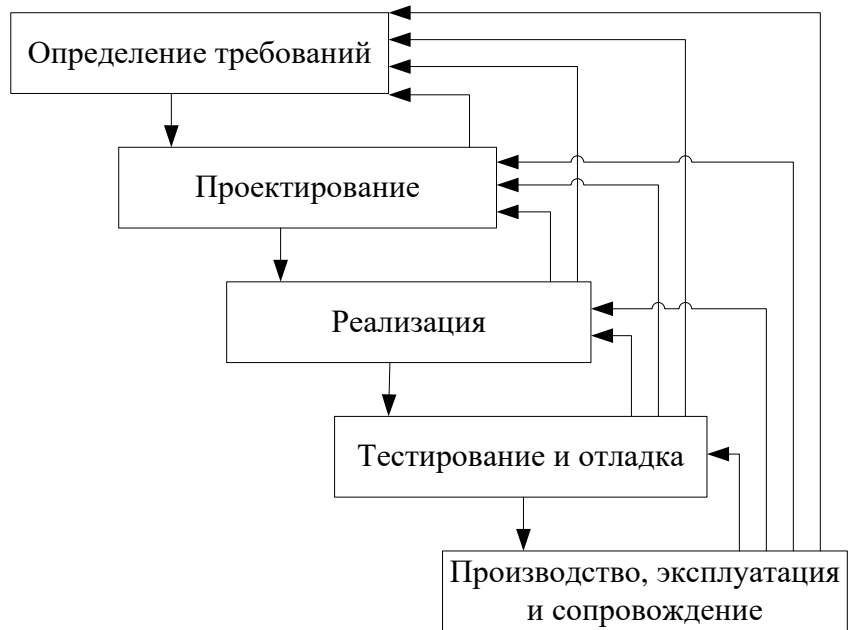 Определение требований
Проектирование
Реализация
Тестирование и отладка
Производство, эксплуатация
и сопровождение